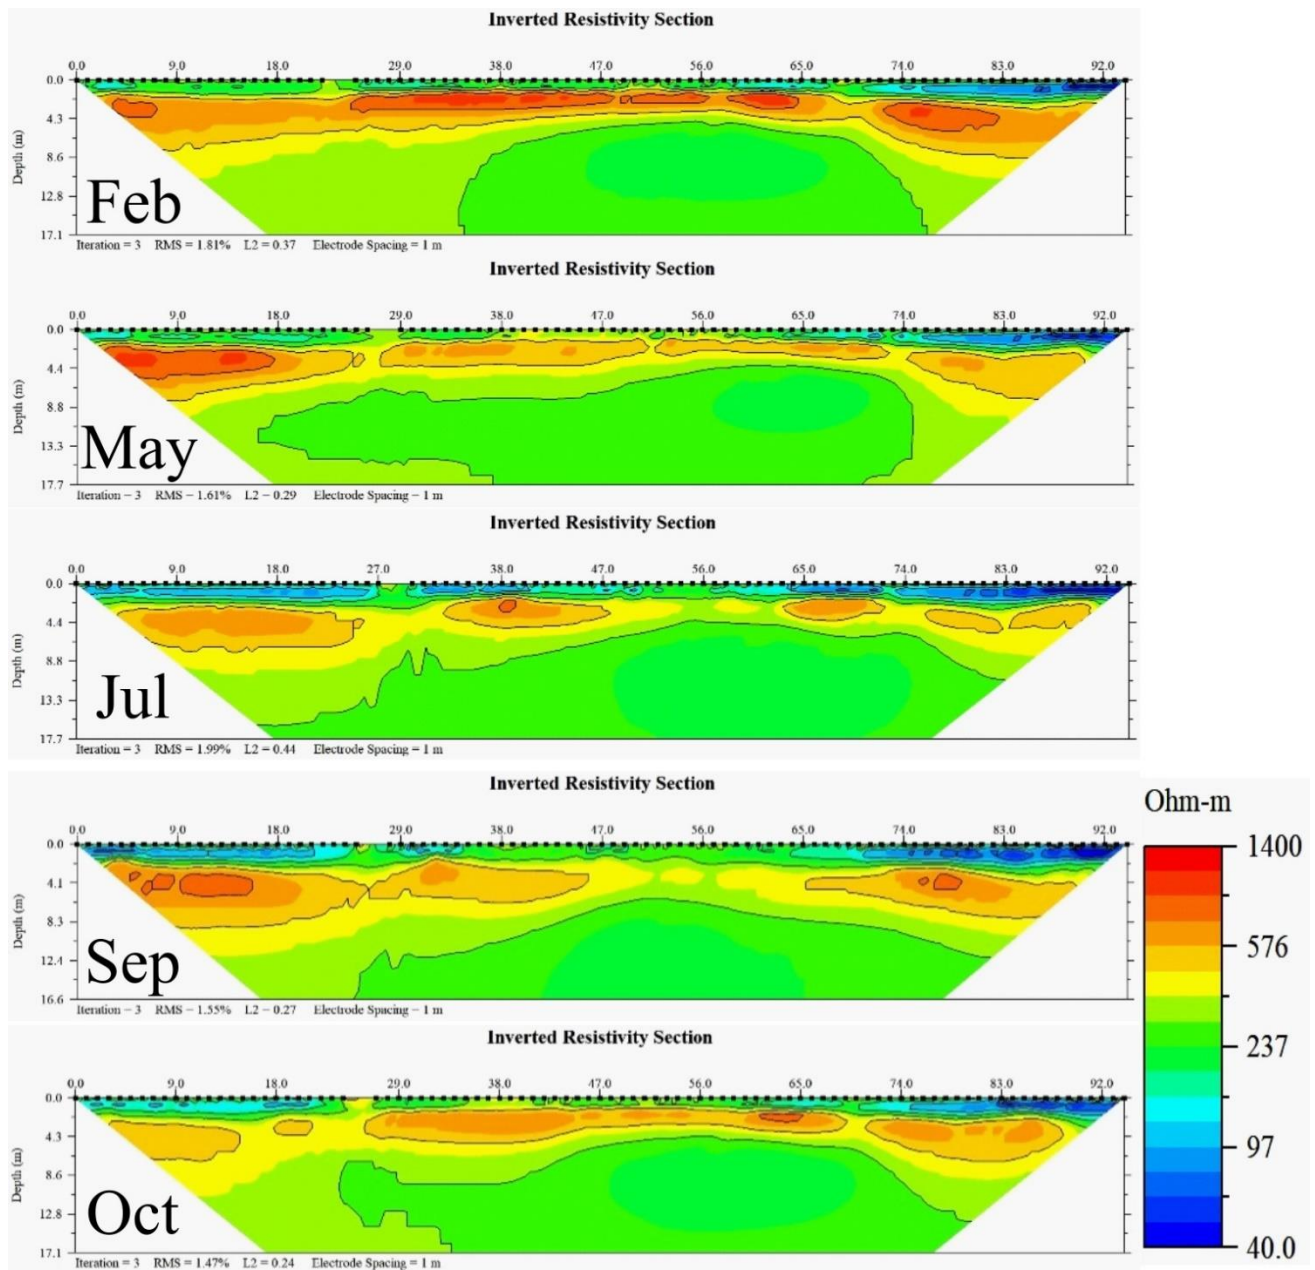 Inverted Resistivity Section
0.0 9.0 18.0 29.0 38.0 47.0 56.0 65.0 74.0 83.0 92.0
0.0
4.3
8.6
12.8
17.1
Depth (m)
Feb
Iteration = 3 RMS = 1.81% L2 = 0.37 Electrode Spacing = 1 m
Inverted Resistivity Section
0.0 9.0 18.0 29.0 38.0 47.0 56.0 65.0 74.0 83.0 92.0
0.0
4.4
8.8
13.3
17.7
Depth (m)
May
Iteration = 3 RMS = 1.61% L2 = 0.29 Electrode Spacing = 1 m
Inverted Resistivity Section
0.0 9.0 18.0 27.0 38.0 47.0 56.0 65.0 74.0 83.0 92.0
0.0
4.4
8.8
13.3
17.7
Depth (m)
Jul
Iteration = 3 RMS = 1.99% L2 = 0.44 Electrode Spacing = 1 m
Inverted Resistivity Section
0.0 9.0 18.0 29.0 38.0 47.0 56.0 65.0 74.0 83.0 92.0
0.0
4.1
8.3
12.4
16.6
Depth (m)
Sep
Iteration = 3 RMS = 1.55% L2 = 0.27 Electrode Spacing = 1 m
Inverted Resistivity Section
0.0 9.0 18.0 29.0 38.0 47.0 56.0 65.0 74.0 83.0 92.0
0.0
4.3
8.6
12.8
17.1
Depth (m)
Oct
Iteration = 3 RMS = 1.47% L2 = 0.24 Electrode Spacing = 1 m
Ohm-m
1400
576
237
97
40.0